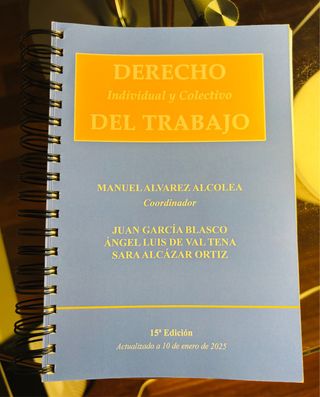 DERECHO
Individual y Colectivo
DEL TRABAJO
MANUEL ALVAREZ ALCOLEA
Coordinador
JUAN GARCÍA BLASCO
ÁNGEL LUIS DE VAL TENA
SARA ALCÁZAR ORTIZ
15ª Edición
Actualizado a 10 de enero de 2025